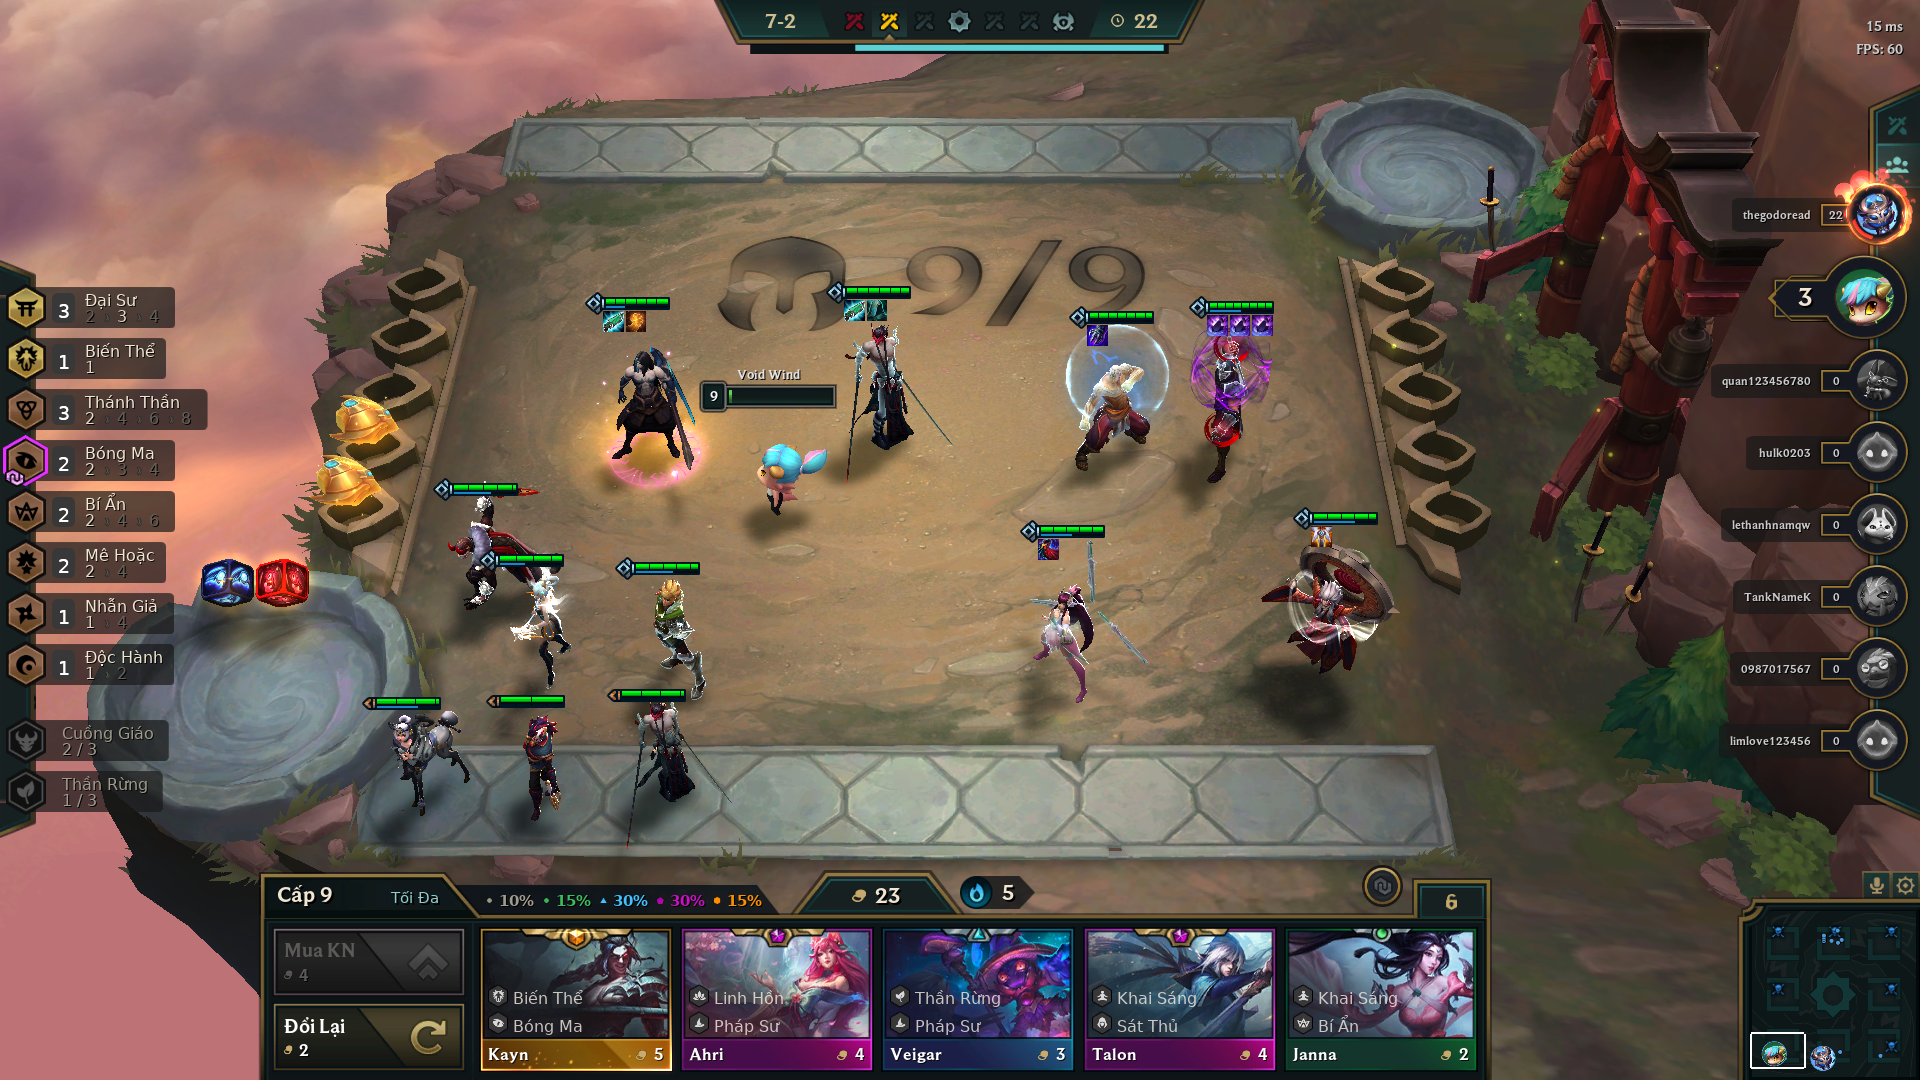 7-2
22
15 ms
FPS: 60
9/9
thegodoread
22
3
quan123456780
0
hulk0203
0
lethanhnamqw
0
TankNameK
0
0987017567
0
limlove123456
0
3
Đại Sư
2 › 3 › 4
1
Biến Thể
1
3
Thánh Thần
2 › 4 › 6 › 8
2
Bóng Ma
2 › 3 › 4
2
Bí Ẩn
2 › 4 › 6
2
Mê Hoặc
2 › 4
1
Nhẫn Giả
1 › 4
1
Độc Hành
1 › 2
Cuồng Giáo
2 / 3
Thần Rừng
1 / 3
Void Wind
9
Cấp 9
Tối Đa
10%
15%
30%
30%
15%
23
5
6
Mua KN
4
Đổi Lại
2
Biến Thể
Bóng Ma
Kayn
5
Linh Hồn
Pháp Sư
Ahri
4
Thần Rừng
Pháp Sư
Veigar
3
Khai Sáng
Sát Thủ
Talon
4
Khai Sáng
Bí Ẩn
Janna
2